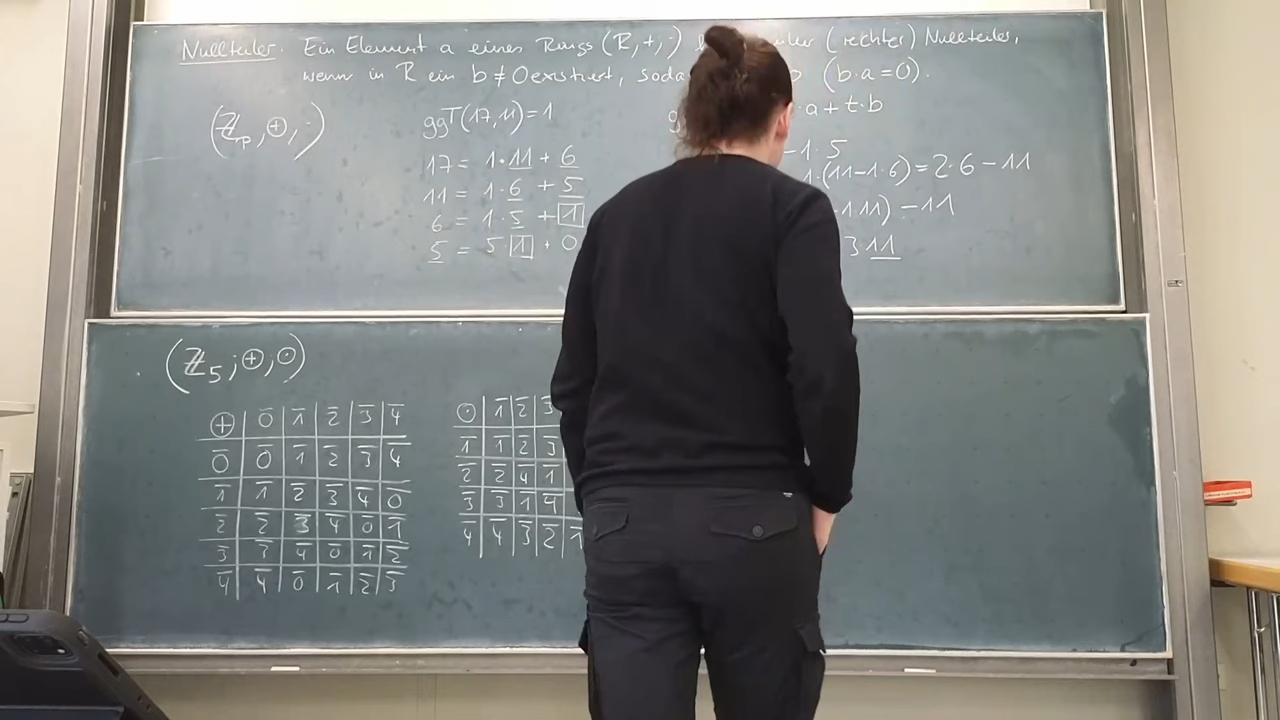 Nullteiler. Ein Element a eines Rings (R,+,·) (rechter) Nullteiler,
wenn in R ein b ≠ 0 existiert, (b·a=0).
(ℤp,⊕,·)
ggT(17,11)=1
17 = 1·11 + 6
11 = 1·6 + 5
6 = 1·5 + 1
5 = 5·1 + 0
·a+t·b
-1·5
1·(11-1·6)=2·6-11
111) -11
3 11
(ℤ5;⊕,⊙)
⊕ 0̄ 1̄ 2̄ 3̄ 4̄
0̄ 0̄ 1̄ 2̄ 3̄ 4̄
1̄ 1̄ 2̄ 3̄ 4̄ 0̄
2̄ 2̄ 3̄ 4̄ 0̄ 1̄
3̄ 3̄ 4̄ 0̄ 1̄ 2̄
4̄ 4̄ 0̄ 1̄ 2̄ 3̄
⊙ 1̄ 2̄ 3̄
1̄ 1̄ 2̄ 3̄
2̄ 2̄ 4̄ 1̄
3̄ 3̄ 1̄ 4̄
4̄ 4̄ 3̄ 2̄ 1̄